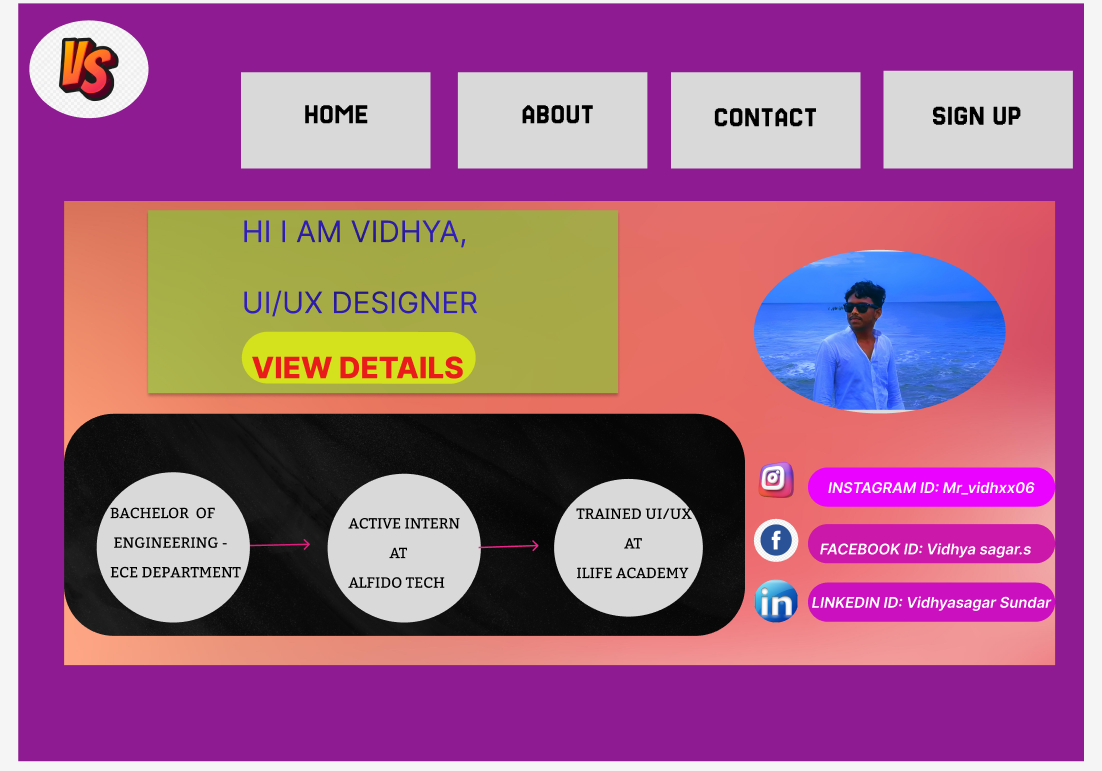 VS
HOME
ABOUT
CONTACT
SIGN UP
HI I AM VIDHYA,
UI/UX DESIGNER
VIEW DETAILS
BACHELOR OF
ENGINEERING -
ECE DEPARTMENT
ACTIVE INTERN
AT
ALFIDO TECH
TRAINED UI/UX
AT
ILIFE ACADEMY
INSTAGRAM ID: Mr_vidhxx06
f
FACEBOOK ID: Vidhya sagar.s
in
LINKEDIN ID: Vidhyasagar Sundar